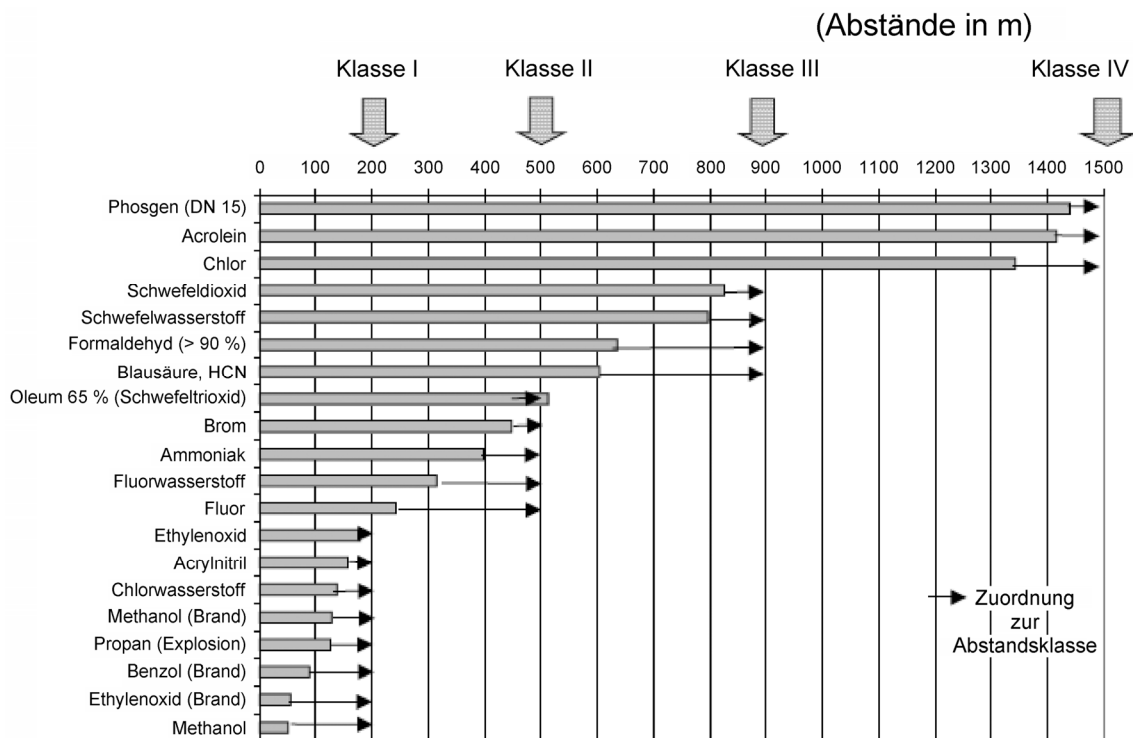 (Abstände in m)
Klasse I
Klasse II
Klasse III
Klasse IV
0 100 200 300 400 500 600 700 800 900 1000 1100 1200 1300 1400 1500
Phosgen (DN 15)
Acrolein
Chlor
Schwefeldioxid
Schwefelwasserstoff
Formaldehyd (> 90 %)
Blausäure, HCN
Oleum 65 % (Schwefeltrioxid)
Brom
Ammoniak
Fluorwasserstoff
Fluor
Ethylenoxid
Acrylnitril
Chlorwasserstoff
Methanol (Brand)
Propan (Explosion)
Benzol (Brand)
Ethylenoxid (Brand)
Methanol
Zuordnung
zur
Abstandsklasse